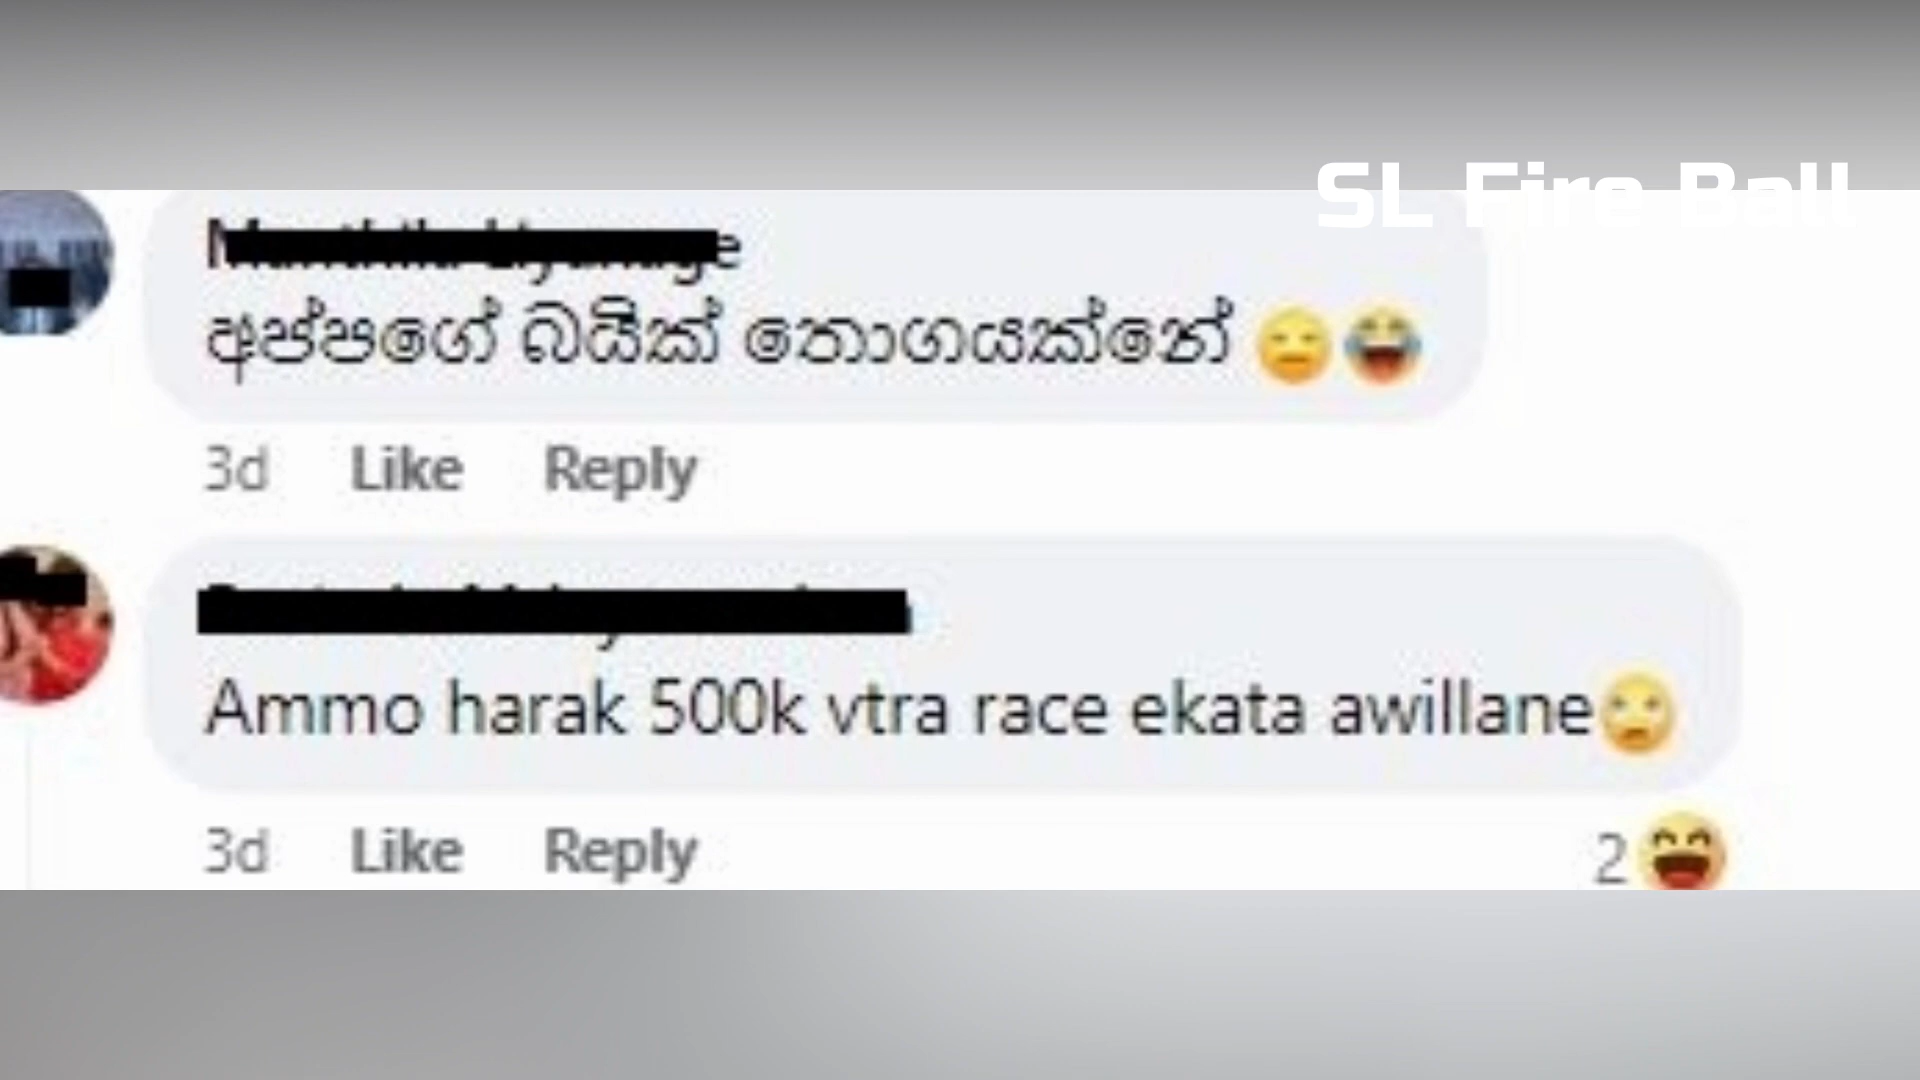 SL Fire Ball
අප්පගේ බයික් තොගයක්නේ 😑😂
3d Like Reply
Ammo harak 500k vtra race ekata awillane🙄
3d Like Reply 2😆